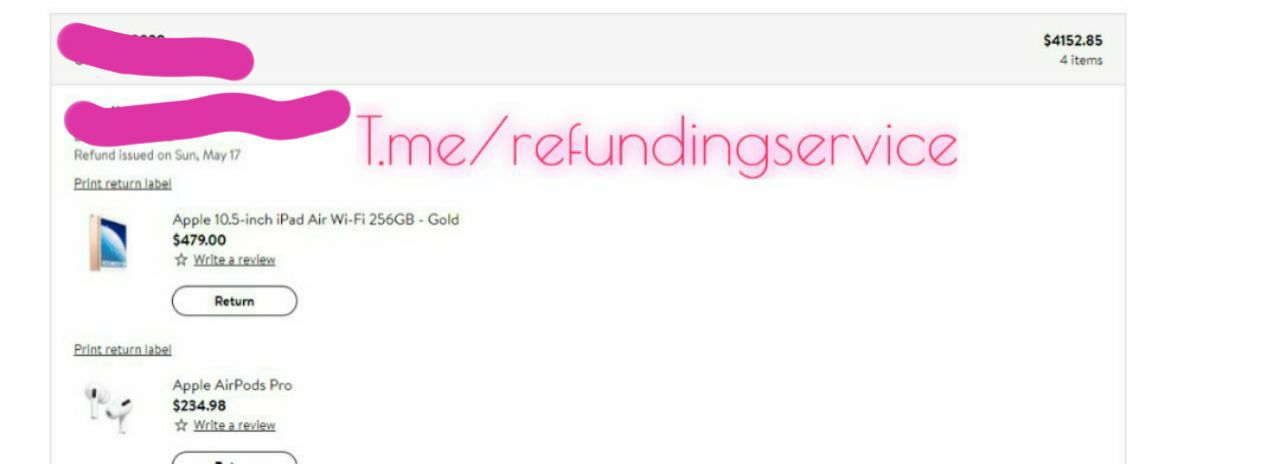 $4152.85
4 items
T.me/refundingservice
Refund issued on Sun, May 17
Print return label
Apple 10.5-inch iPad Air Wi-Fi 256GB - Gold
$479.00
Write a review
Return
Print return label
Apple AirPods Pro
$234.98
Write a review